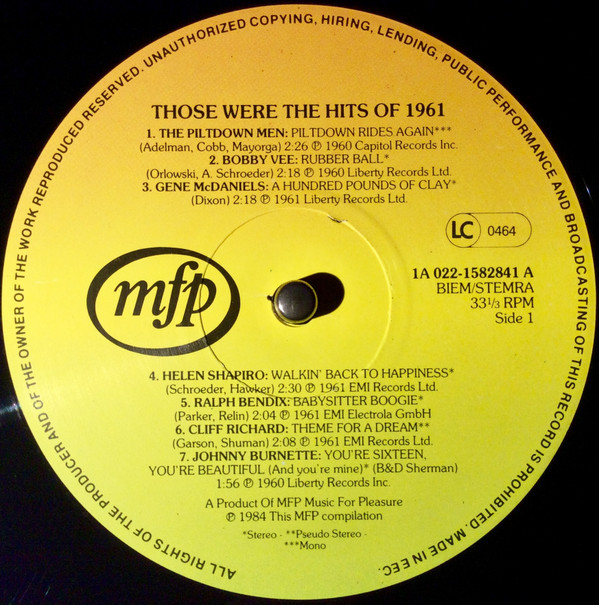 ALL RIGHTS OF THE PRODUCER AND OF THE OWNER OF THE WORK REPRODUCED RESERVED. UNAUTHORIZED COPYING, HIRING, LENDING, PUBLIC PERFORMANCE AND BROADCASTING OF THIS RECORD IS PROHIBITED. MADE IN EEC.
THOSE WERE THE HITS OF 1961
1. THE PILTDOWN MEN: PILTDOWN RIDES AGAIN***
(Adelman, Cobb, Mayorga) 2:26 ℗ 1960 Capitol Records Inc.
2. BOBBY VEE: RUBBER BALL*
(Orlowski, A. Schroeder) 2:18 ℗ 1960 Liberty Records Ltd.
3. GENE McDANIELS: A HUNDRED POUNDS OF CLAY*
(Dixon) 2:18 ℗ 1961 Liberty Records Ltd.
LC 0464
mfp
1A 022-1582841 A
BIEM/STEMRA
33 1/3 RPM
Side 1
4. HELEN SHAPIRO: WALKIN' BACK TO HAPPINESS*
(Schroeder, Hawker) 2:30 ℗ 1961 EMI Records Ltd.
5. RALPH BENDIX: BABYSITTER BOOGIE*
(Parker, Relin) 2:04 ℗ 1961 EMI Electrola GmbH
6. CLIFF RICHARD: THEME FOR A DREAM**
(Garson, Shuman) 2:08 ℗ 1961 EMI Records Ltd.
7. JOHNNY BURNETTE: YOU'RE SIXTEEN,
YOU'RE BEAUTIFUL (And you're mine)* (B&D Sherman)
1:56 ℗ 1960 Liberty Records Inc.
A Product Of MFP Music For Pleasure
℗ 1984 This MFP compilation
*Stereo · **Pseudo Stereo ·
***Mono